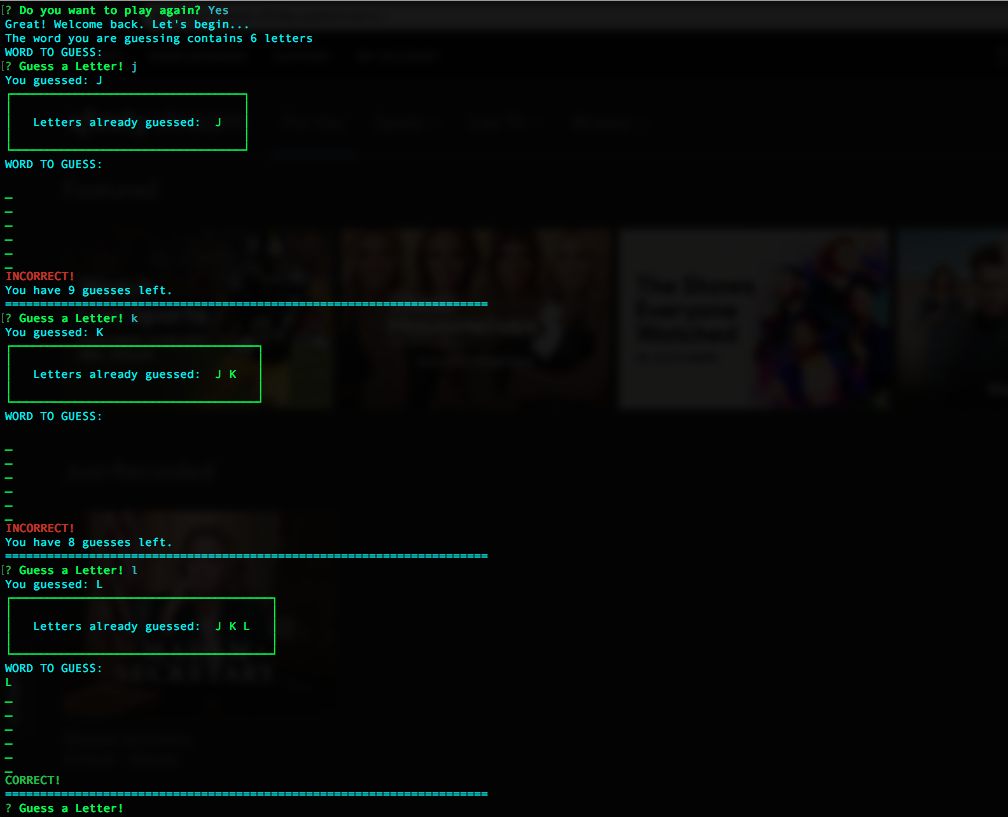 ? Do you want to play again? Yes
Great! Welcome back. Let's begin...
The word you are guessing contains 6 letters
WORD TO GUESS:
[? Guess a Letter! j
You guessed: J
Letters already guessed:  J
WORD TO GUESS:
_
_
_
_
_
_
INCORRECT!
You have 9 guesses left.
=====================================================================
[? Guess a Letter! k
You guessed: K
Letters already guessed:  J K
WORD TO GUESS:
_
_
_
_
_
_
INCORRECT!
You have 8 guesses left.
=====================================================================
[? Guess a Letter! l
You guessed: L
Letters already guessed:  J K L
WORD TO GUESS:
L
_
_
_
_
_
_
CORRECT!
=====================================================================
? Guess a Letter!